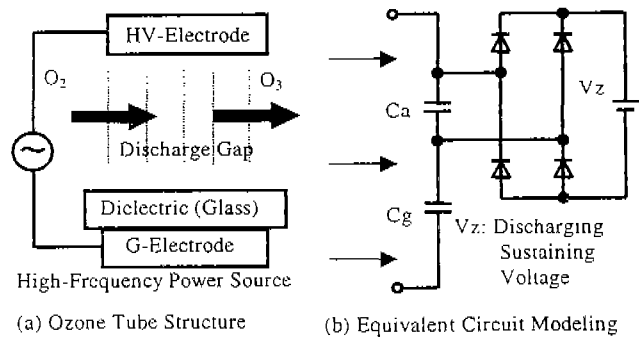 HV-Electrode
O2
O3
Discharge Gap
Dielectric (Glass)
G-Electrode
High-Frequency Power Source
(a) Ozone Tube Structure
Ca
Cg
Vz
Vz: Discharging
Sustaining
Voltage
(b) Equivalent Circuit Modeling